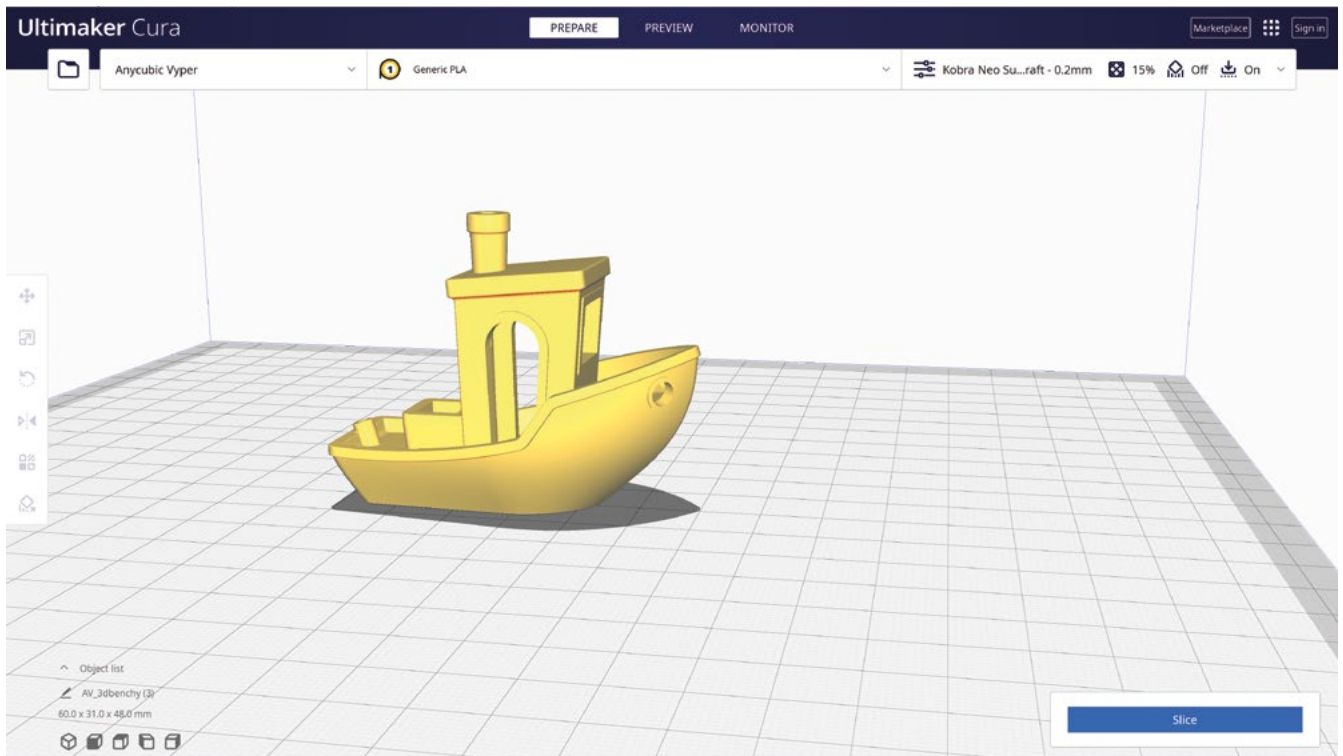 Ultimaker Cura
PREPARE
PREVIEW
MONITOR
Marketplace
Sign in
Anycubic Vyper
1
Generic PLA
Kobra Neo Su...raft - 0.2mm
15%
Off
On
Object list
AV_3dbenchy (3)
60.0 x 31.0 x 48.0 mm
Slice